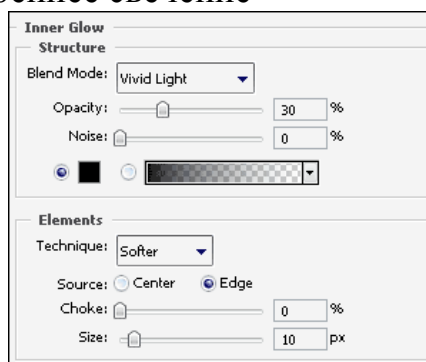 Inner Glow
Structure
Blend Mode: Vivid Light
Opacity: 30 %
Noise: 0 %
Elements
Technique: Softer
Source: Center Edge
Choke: 0 %
Size: 10 px